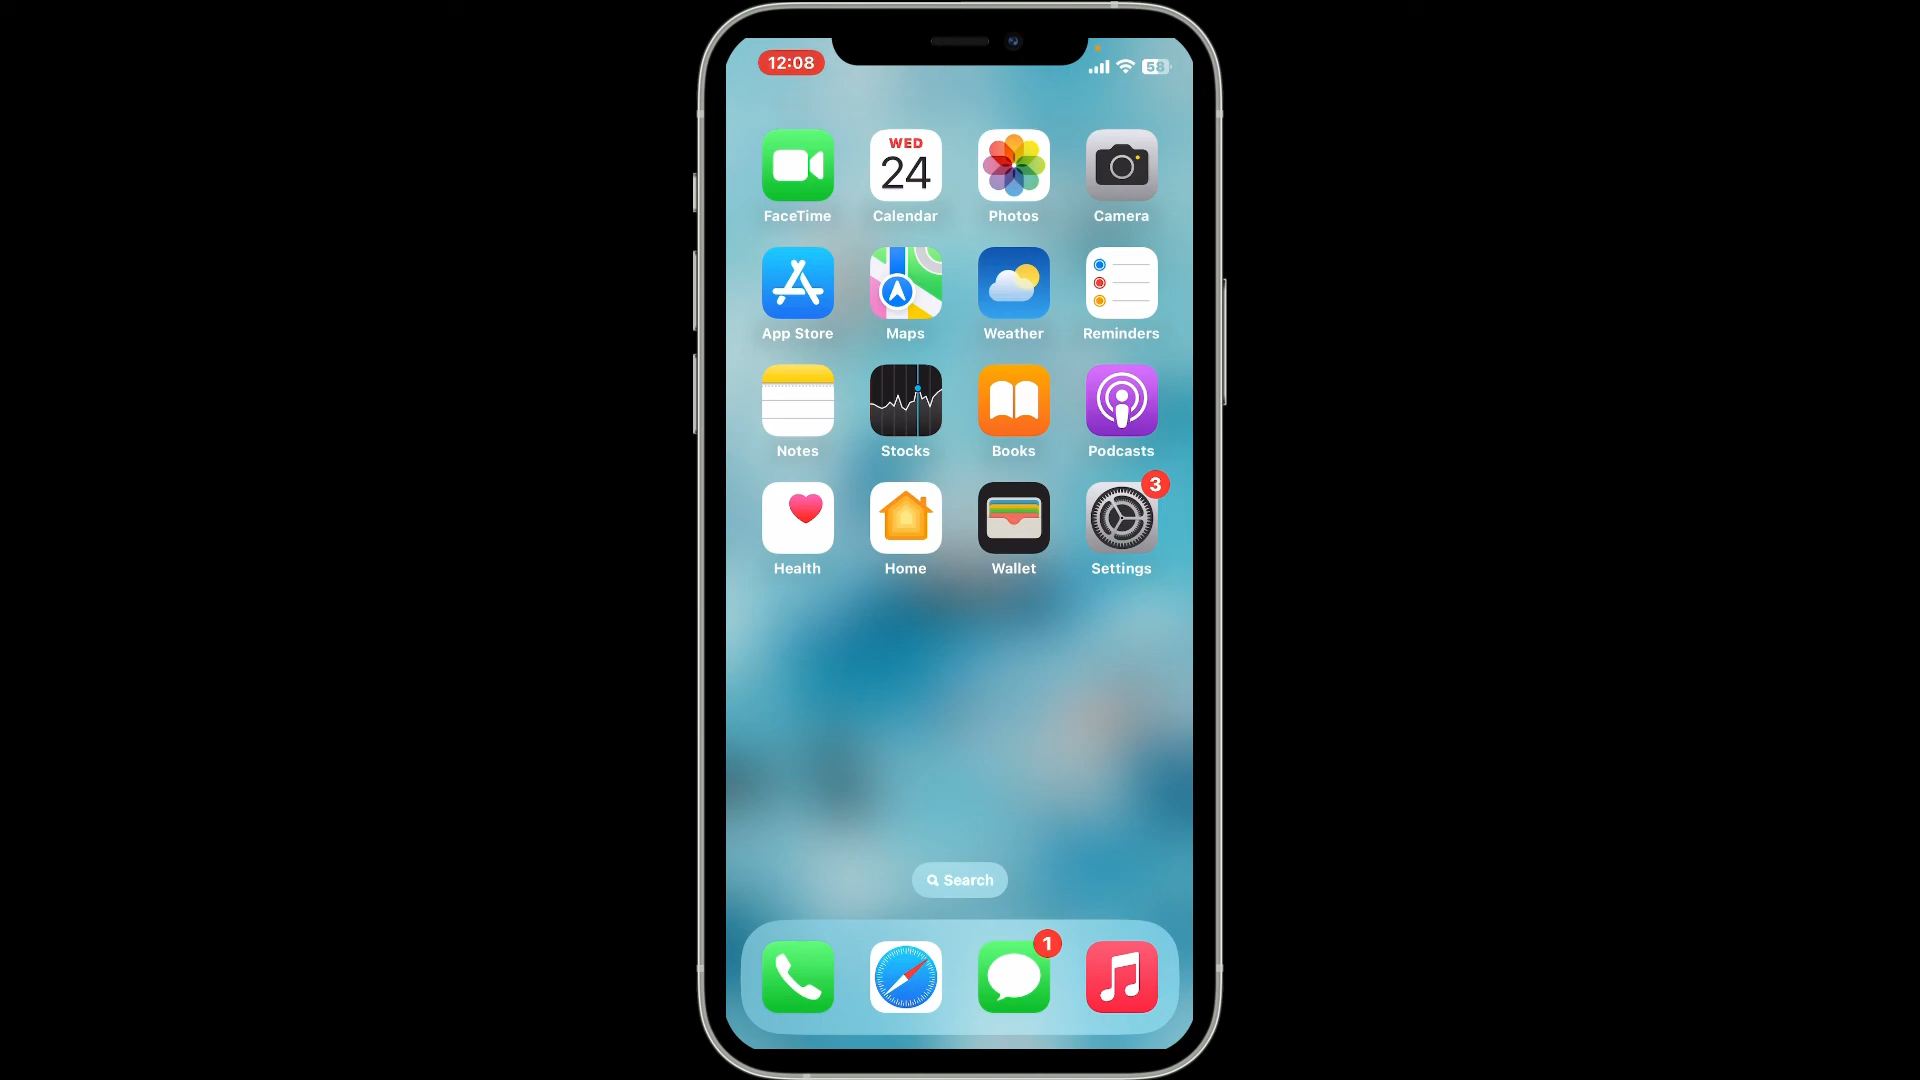 12:08
58
WED
24
FaceTime Calendar Photos Camera
App Store Maps Weather Reminders
Notes Stocks Books Podcasts
3
Health Home Wallet Settings
Search
1